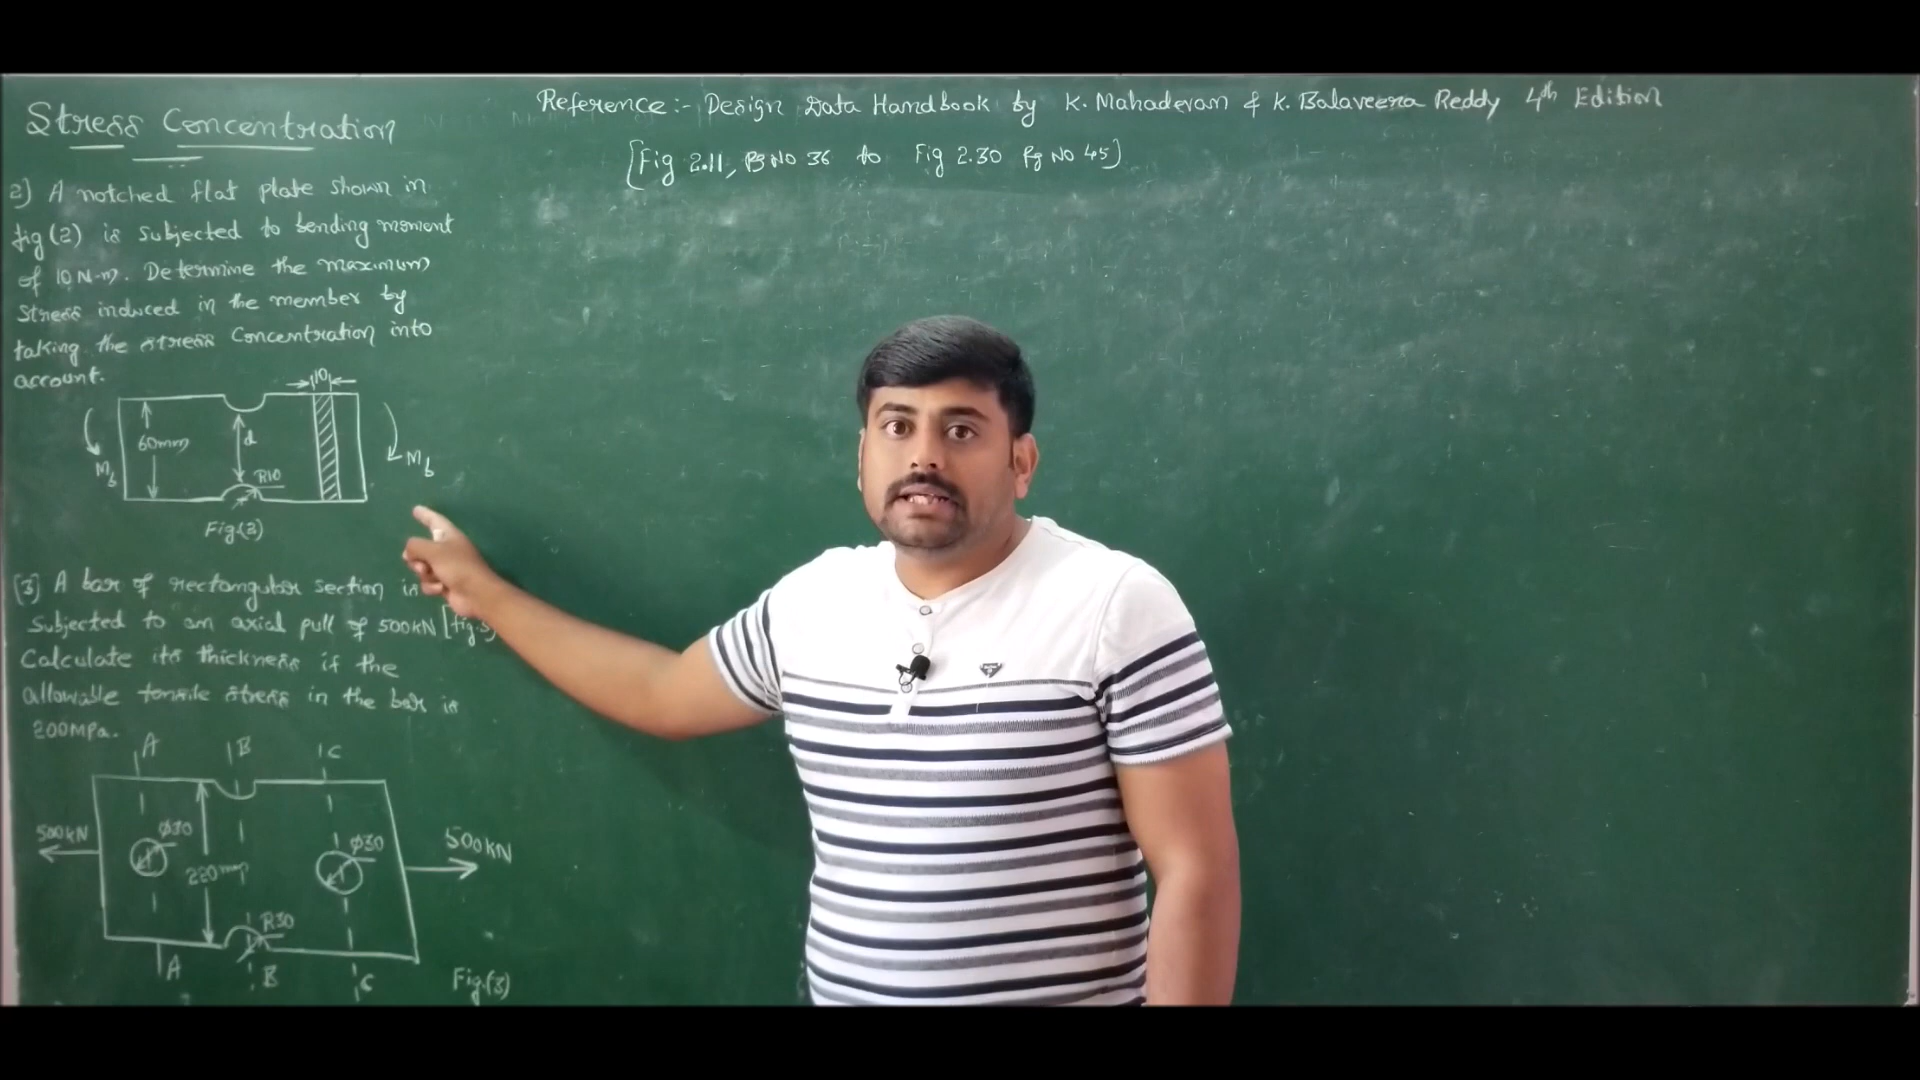 Stress Concentration
Reference:- Design Data Handbook by K. Mahadevan & K. Balaveera Reddy 4th Edition
[Fig 2.11, Pg No 36 to Fig 2.30 Pg No 45]
2) A notched flat plate shown in
fig (2) is subjected to bending moment
of 10 N-m. Determine the maximum
stress induced in the member by
taking the stress Concentration into
account.
10
60mm
d
R10
Mb
Mb
Fig.(2)
(3) A bar of rectangular section is
subjected to an axial pull of 500kN [fig.3]
Calculate its thickness if the
allowable tensile stress in the bar is
200MPa.
A
B
C
500kN
Ø30
220mm
Ø30
500KN
R30
A
B
C
Fig.(3)